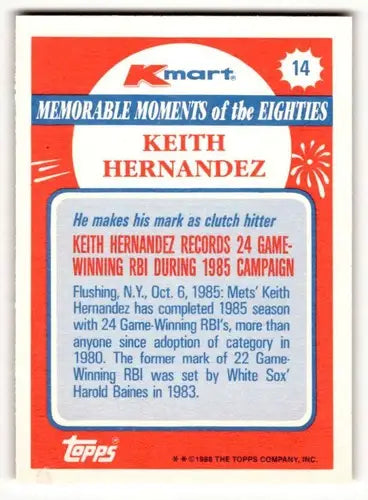 14
Kmart®
MEMORABLE MOMENTS of the EIGHTIES
KEITH
HERNANDEZ
He makes his mark as clutch hitter
KEITH HERNANDEZ RECORDS 24 GAME-
WINNING RBI DURING 1985 CAMPAIGN
Flushing, N.Y., Oct. 6, 1985: Mets' Keith
Hernandez has completed 1985 season
with 24 Game-Winning RBI's, more than
anyone since adoption of category in
1980. The former mark of 22 Game-
Winning RBI was set by White Sox'
Harold Baines in 1983.
TOPPS
**©1988 THE TOPPS COMPANY, INC.